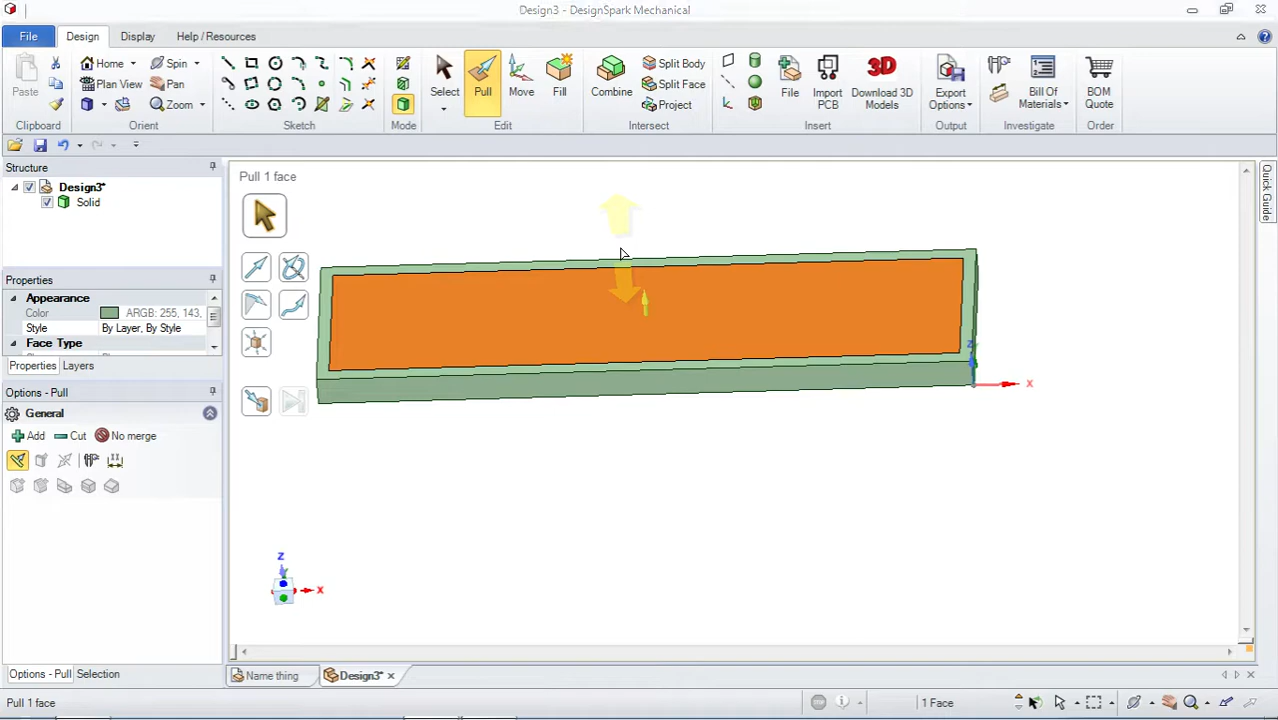 Design3 - DesignSpark Mechanical
File Design Display Help / Resources
Paste
Home Spin
Plan View Pan
Zoom
Select Pull Move Fill
Combine Split Body
Split Face
Project
File Import PCB Download 3D Models
Export Options
Bill Of Materials
BOM Quote
Clipboard Orient Sketch Mode Edit Intersect Insert Output Investigate Order
Structure
Design3*
Solid
Properties
Appearance
Color ARGB: 255, 143,
Style By Layer, By Style
Face Type
Properties Layers
Options - Pull
General
Add Cut No merge
Options - Pull Selection
Pull 1 face
Quick Guide
z
x
z
x
Name thing Design3*
Pull 1 face
1 Face